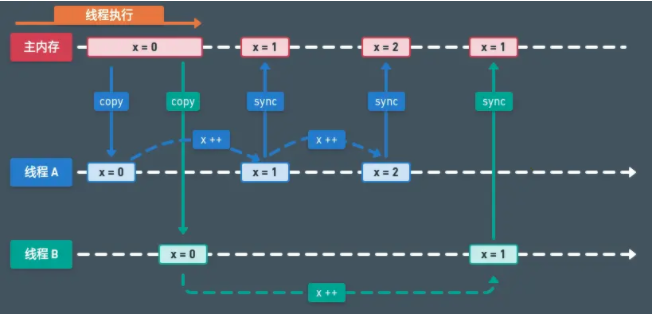 线程执行
主内存
x = 0
x = 1
x = 2
x = 1
copy
copy
sync
sync
sync
x ++
x ++
线程 A
x = 0
x = 1
x = 2
线程 B
x = 0
x = 1
x ++